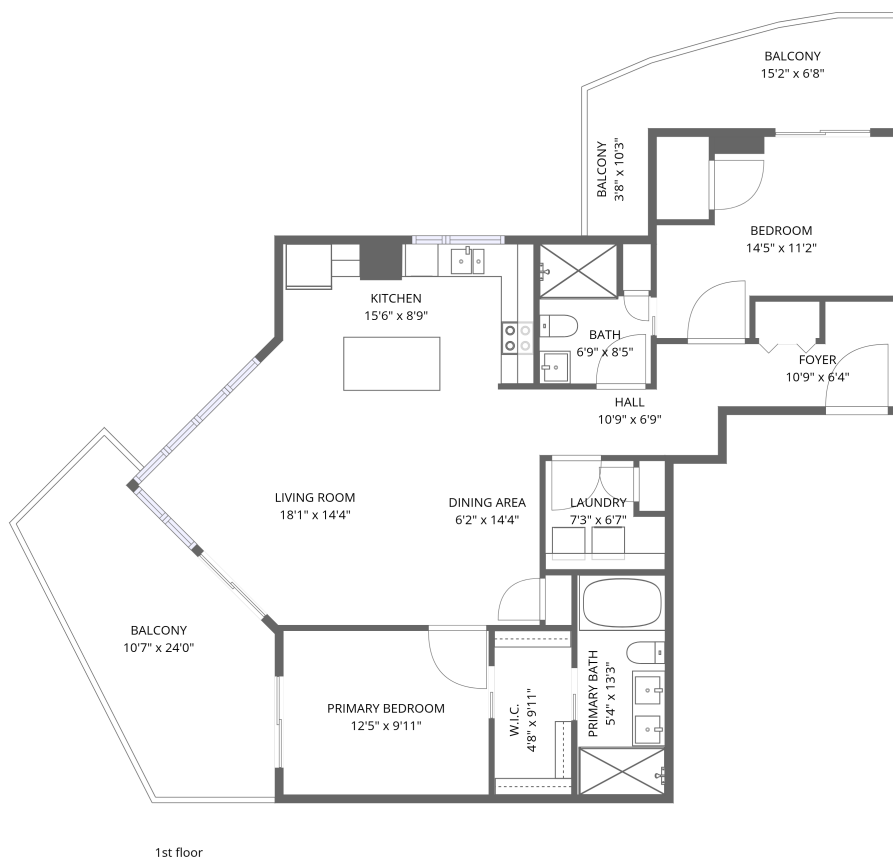 BALCONY
15'2" x 6'8"
BALCONY
3'8" x 10'3"
BEDROOM
14'5" x 11'2"
KITCHEN
15'6" x 8'9"
BATH
6'9" x 8'5"
FOYER
10'9" x 6'4"
HALL
10'9" x 6'9"
LIVING ROOM
18'1" x 14'4"
DINING AREA
6'2" x 14'4"
LAUNDRY
7'3" x 6'7"
BALCONY
10'7" x 24'0"
PRIMARY BEDROOM
12'5" x 9'11"
W.I.C.
4'8" x 9'11"
PRIMARY BATH
5'4" x 13'3"
1st floor